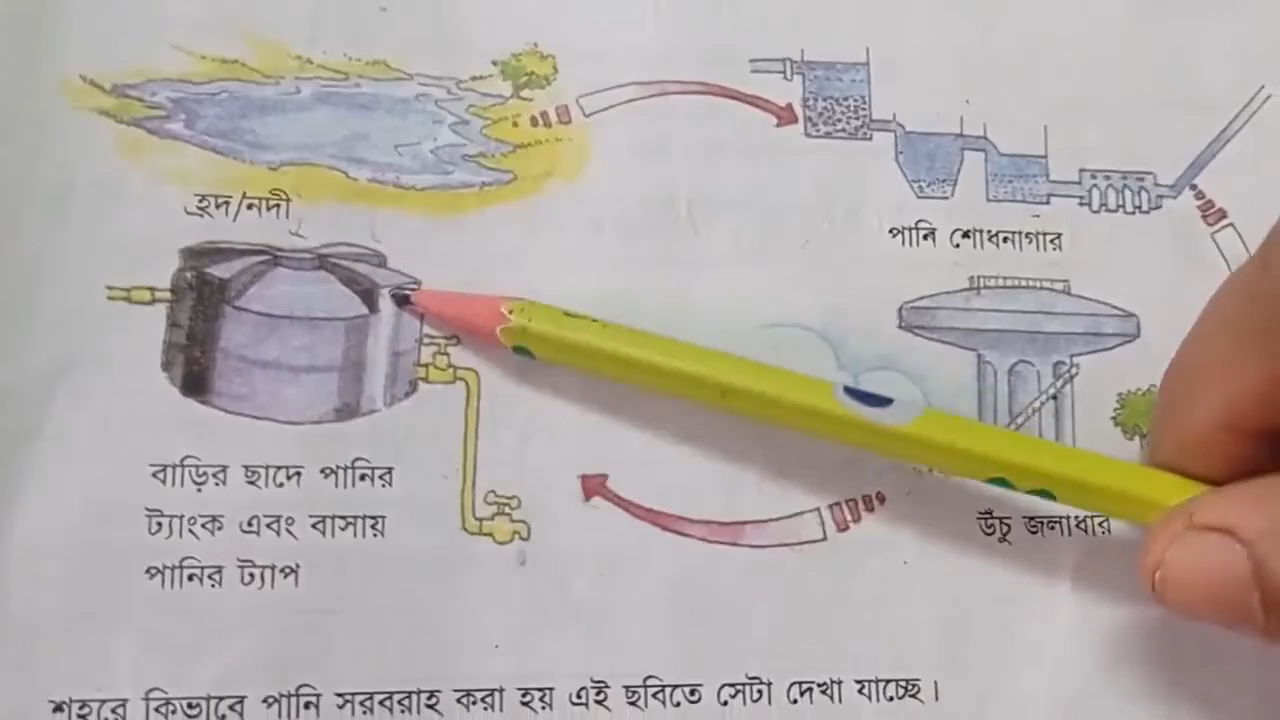 হ্রদ/নদী
পানি শোধনাগার
বাড়ির ছাদে পানির
ট্যাংক এবং বাসায়
পানির ট্যাপ
উঁচু জলাধার
শহরে কিভাবে পানি সরবরাহ করা হয় এই ছবিতে সেটা দেখা যাচ্ছে।